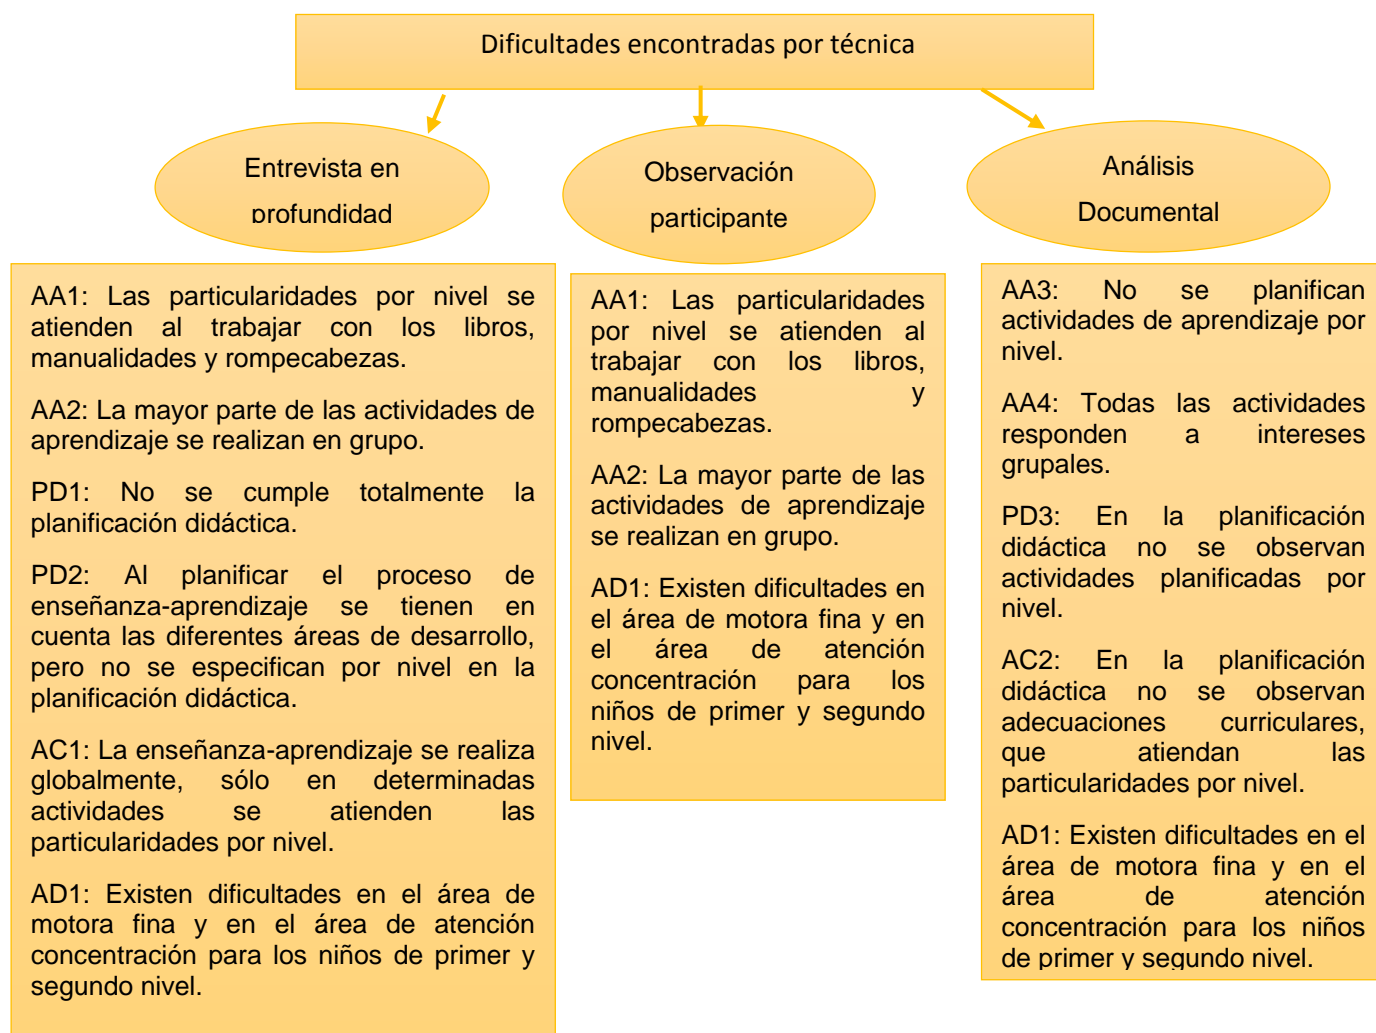 Dificultades encontradas por técnica
Entrevista en
profundidad
Observación
participante
Análisis
Documental
AA1: Las particularidades por nivel se
atienden al trabajar con los libros,
manualidades y rompecabezas.
AA2: La mayor parte de las actividades de
aprendizaje se realizan en grupo.
PD1: No se cumple totalmente la
planificación didáctica.
PD2: Al planificar el proceso de
enseñanza-aprendizaje se tienen en
cuenta las diferentes áreas de desarrollo,
pero no se especifican por nivel en la
planificación didáctica.
AC1: La enseñanza-aprendizaje se realiza
globalmente, sólo en determinadas
actividades se atienden las
particularidades por nivel.
AD1: Existen dificultades en el área de
motora fina y en el área de atención
concentración para los niños de primer y
segundo nivel.
AA1: Las particularidades
por nivel se atienden al
trabajar con los libros,
manualidades y
rompecabezas.
AA2: La mayor parte de las
actividades de aprendizaje
se realizan en grupo.
AD1: Existen dificultades en
el área de motora fina y en
el área de atención
concentración para los
niños de primer y segundo
nivel.
AA3: No se planifican
actividades de aprendizaje por
nivel.
AA4: Todas las actividades
responden a intereses
grupales.
PD3: En la planificación
didáctica no se observan
actividades planificadas por
nivel.
AC2: En la planificación
didáctica no se observan
adecuaciones curriculares,
que atiendan las
particularidades por nivel.
AD1: Existen dificultades en el
área de motora fina y en el
área de atención
concentración para los niños
de primer y segundo nivel.